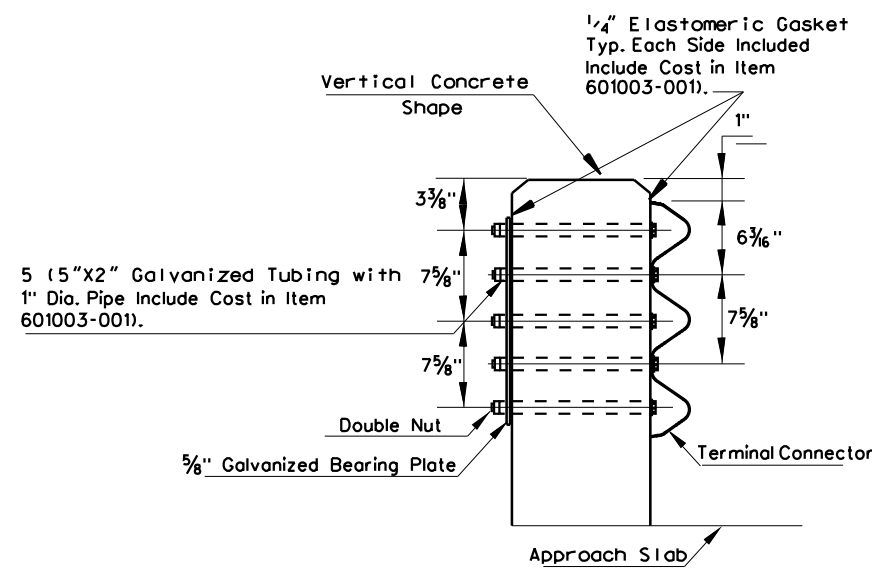 1/4" Elastomeric Gasket
Typ. Each Side Included
Include Cost in Item
601003-001).
Vertical Concrete
Shape
1"
3 3/8"
6 3/16"
5 (5"X2" Galvanized Tubing with
1" Dia. Pipe Include Cost in Item
601003-001).
7 5/8"
7 5/8"
7 5/8"
Double Nut
5/8" Galvanized Bearing Plate
Terminal Connector
Approach Slab